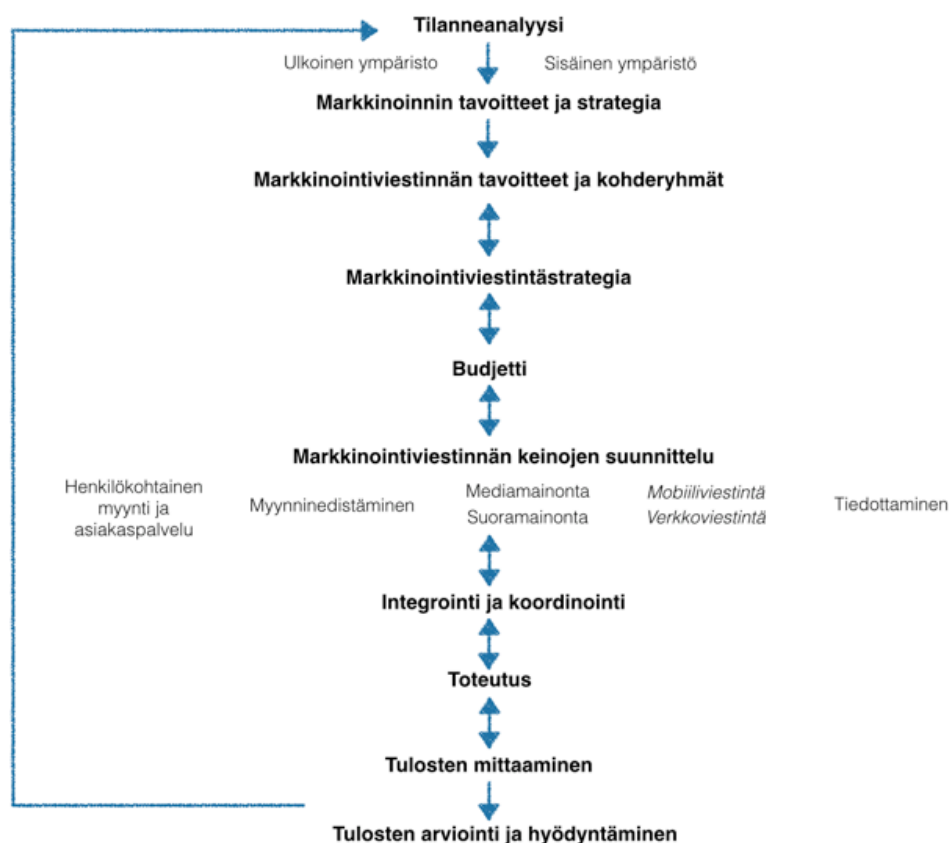 Tilanneanalyysi
Ulkoinen ympäristo
Sisäinen ympäristö
Markkinoinnin tavoitteet ja strategia
Markkinointiviestinnän tavoitteet ja kohderyhmät
Markkinointiviestintästrategia
Budjetti
Markkinointiviestinnän keinojen suunnittelu
Henkilökohtainen
myynti ja
asiakaspalvelu
Myynninedistäminen
Mediamainonta
Suoramainonta
Mobiiliviestintä
Verkkoviestintä
Tiedottaminen
Integrointi ja koordinointi
Toteutus
Tulosten mittaaminen
Tulosten arviointi ja hyödyntäminen